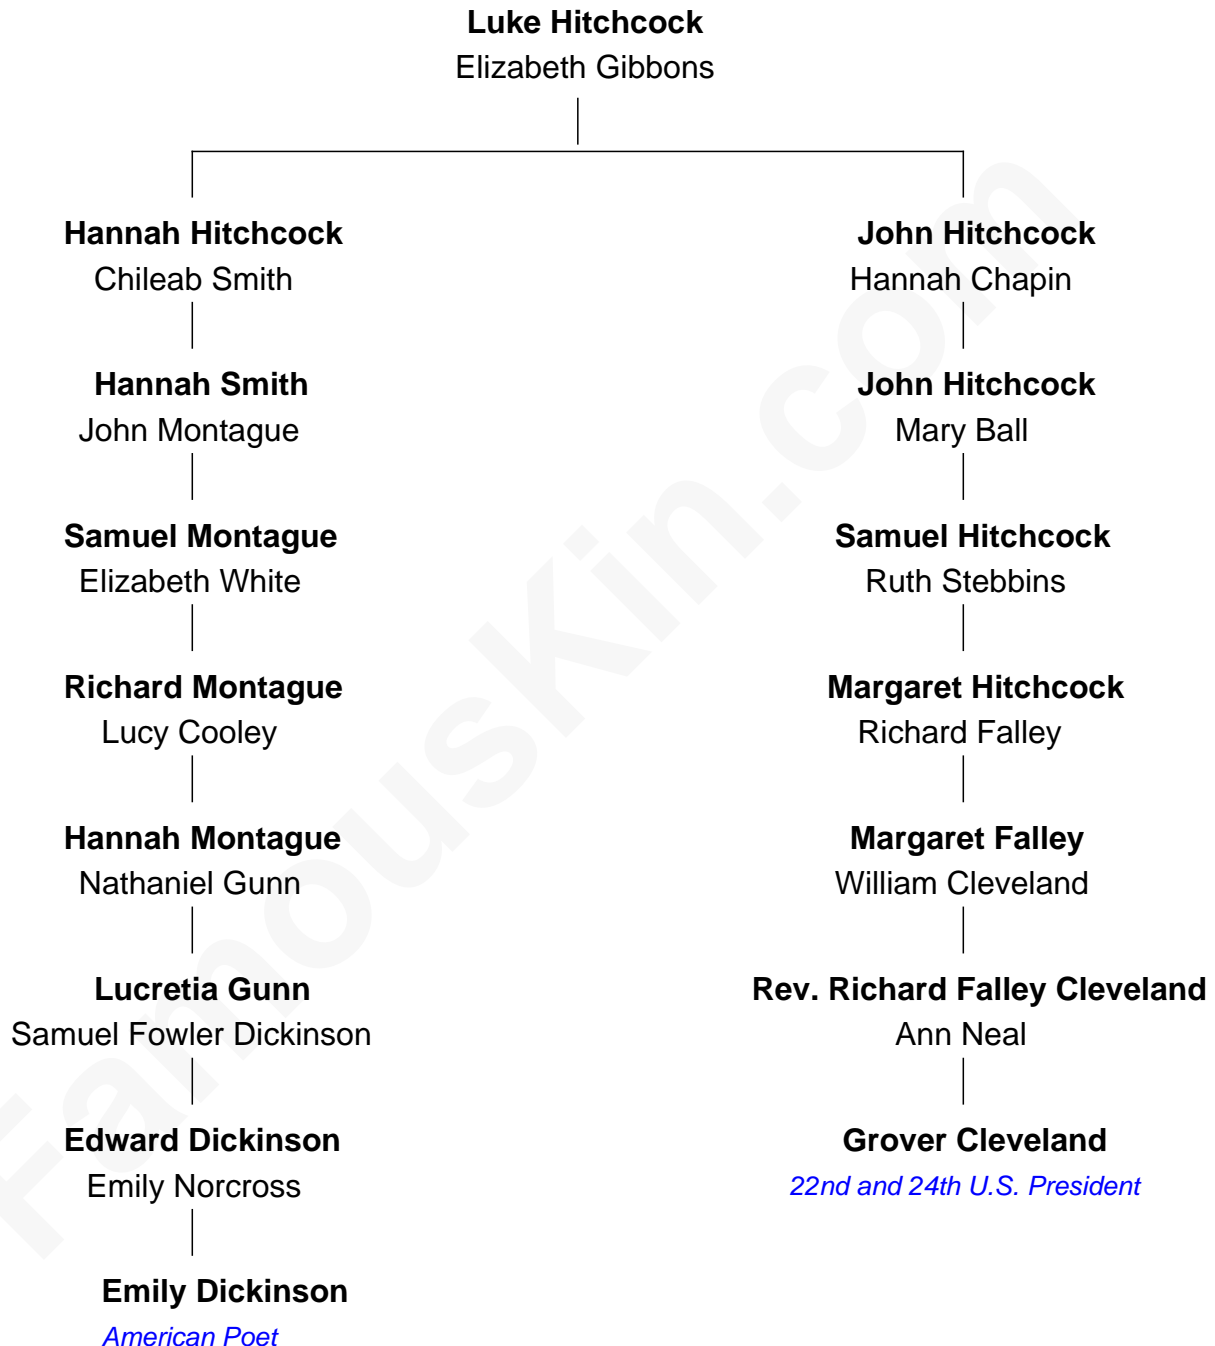 Luke Hitchcock
Elizabeth Gibbons
Hannah Hitchcock
Chileab Smith
Hannah Smith
John Montague
Samuel Montague
Elizabeth White
Richard Montague
Lucy Cooley
Hannah Montague
Nathaniel Gunn
Lucretia Gunn
Samuel Fowler Dickinson
Edward Dickinson
Emily Norcross
Emily Dickinson
American Poet
John Hitchcock
Hannah Chapin
John Hitchcock
Mary Ball
Samuel Hitchcock
Ruth Stebbins
Margaret Hitchcock
Richard Falley
Margaret Falley
William Cleveland
Rev. Richard Falley Cleveland
Ann Neal
Grover Cleveland
22nd and 24th U.S. President
FamousKin.com